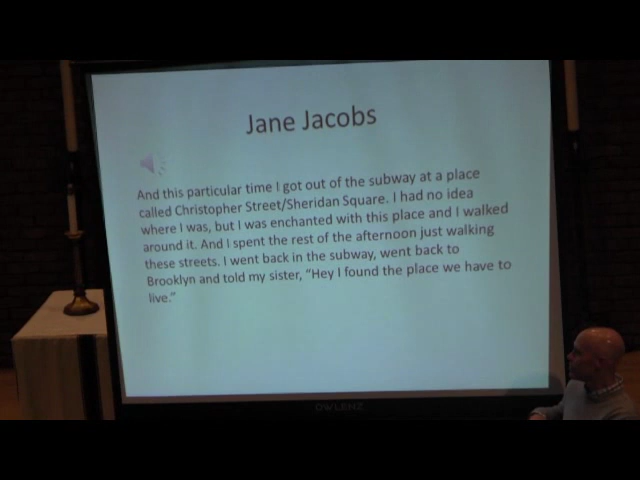 Jane Jacobs
And this particular time I got out of the subway at a place
called Christopher Street/Sheridan Square. I had no idea
where I was, but I was enchanted with this place and I walked
around it. And I spent the rest of the afternoon just walking
these streets. I went back in the subway, went back to
Brooklyn and told my sister, “Hey I found the place we have to
live.”
OWLENZ